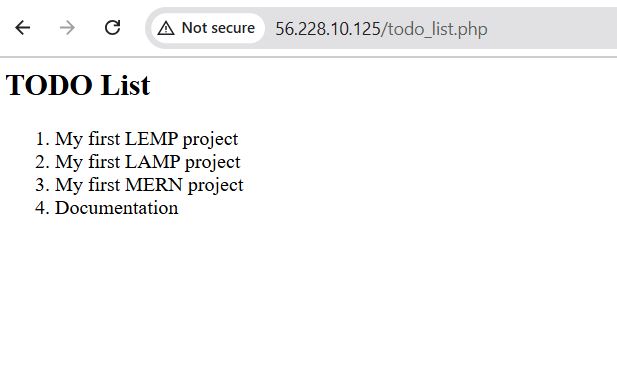 Not secure 56.228.10.125/todo_list.php
TODO List
1. My first LEMP project
2. My first LAMP project
3. My first MERN project
4. Documentation